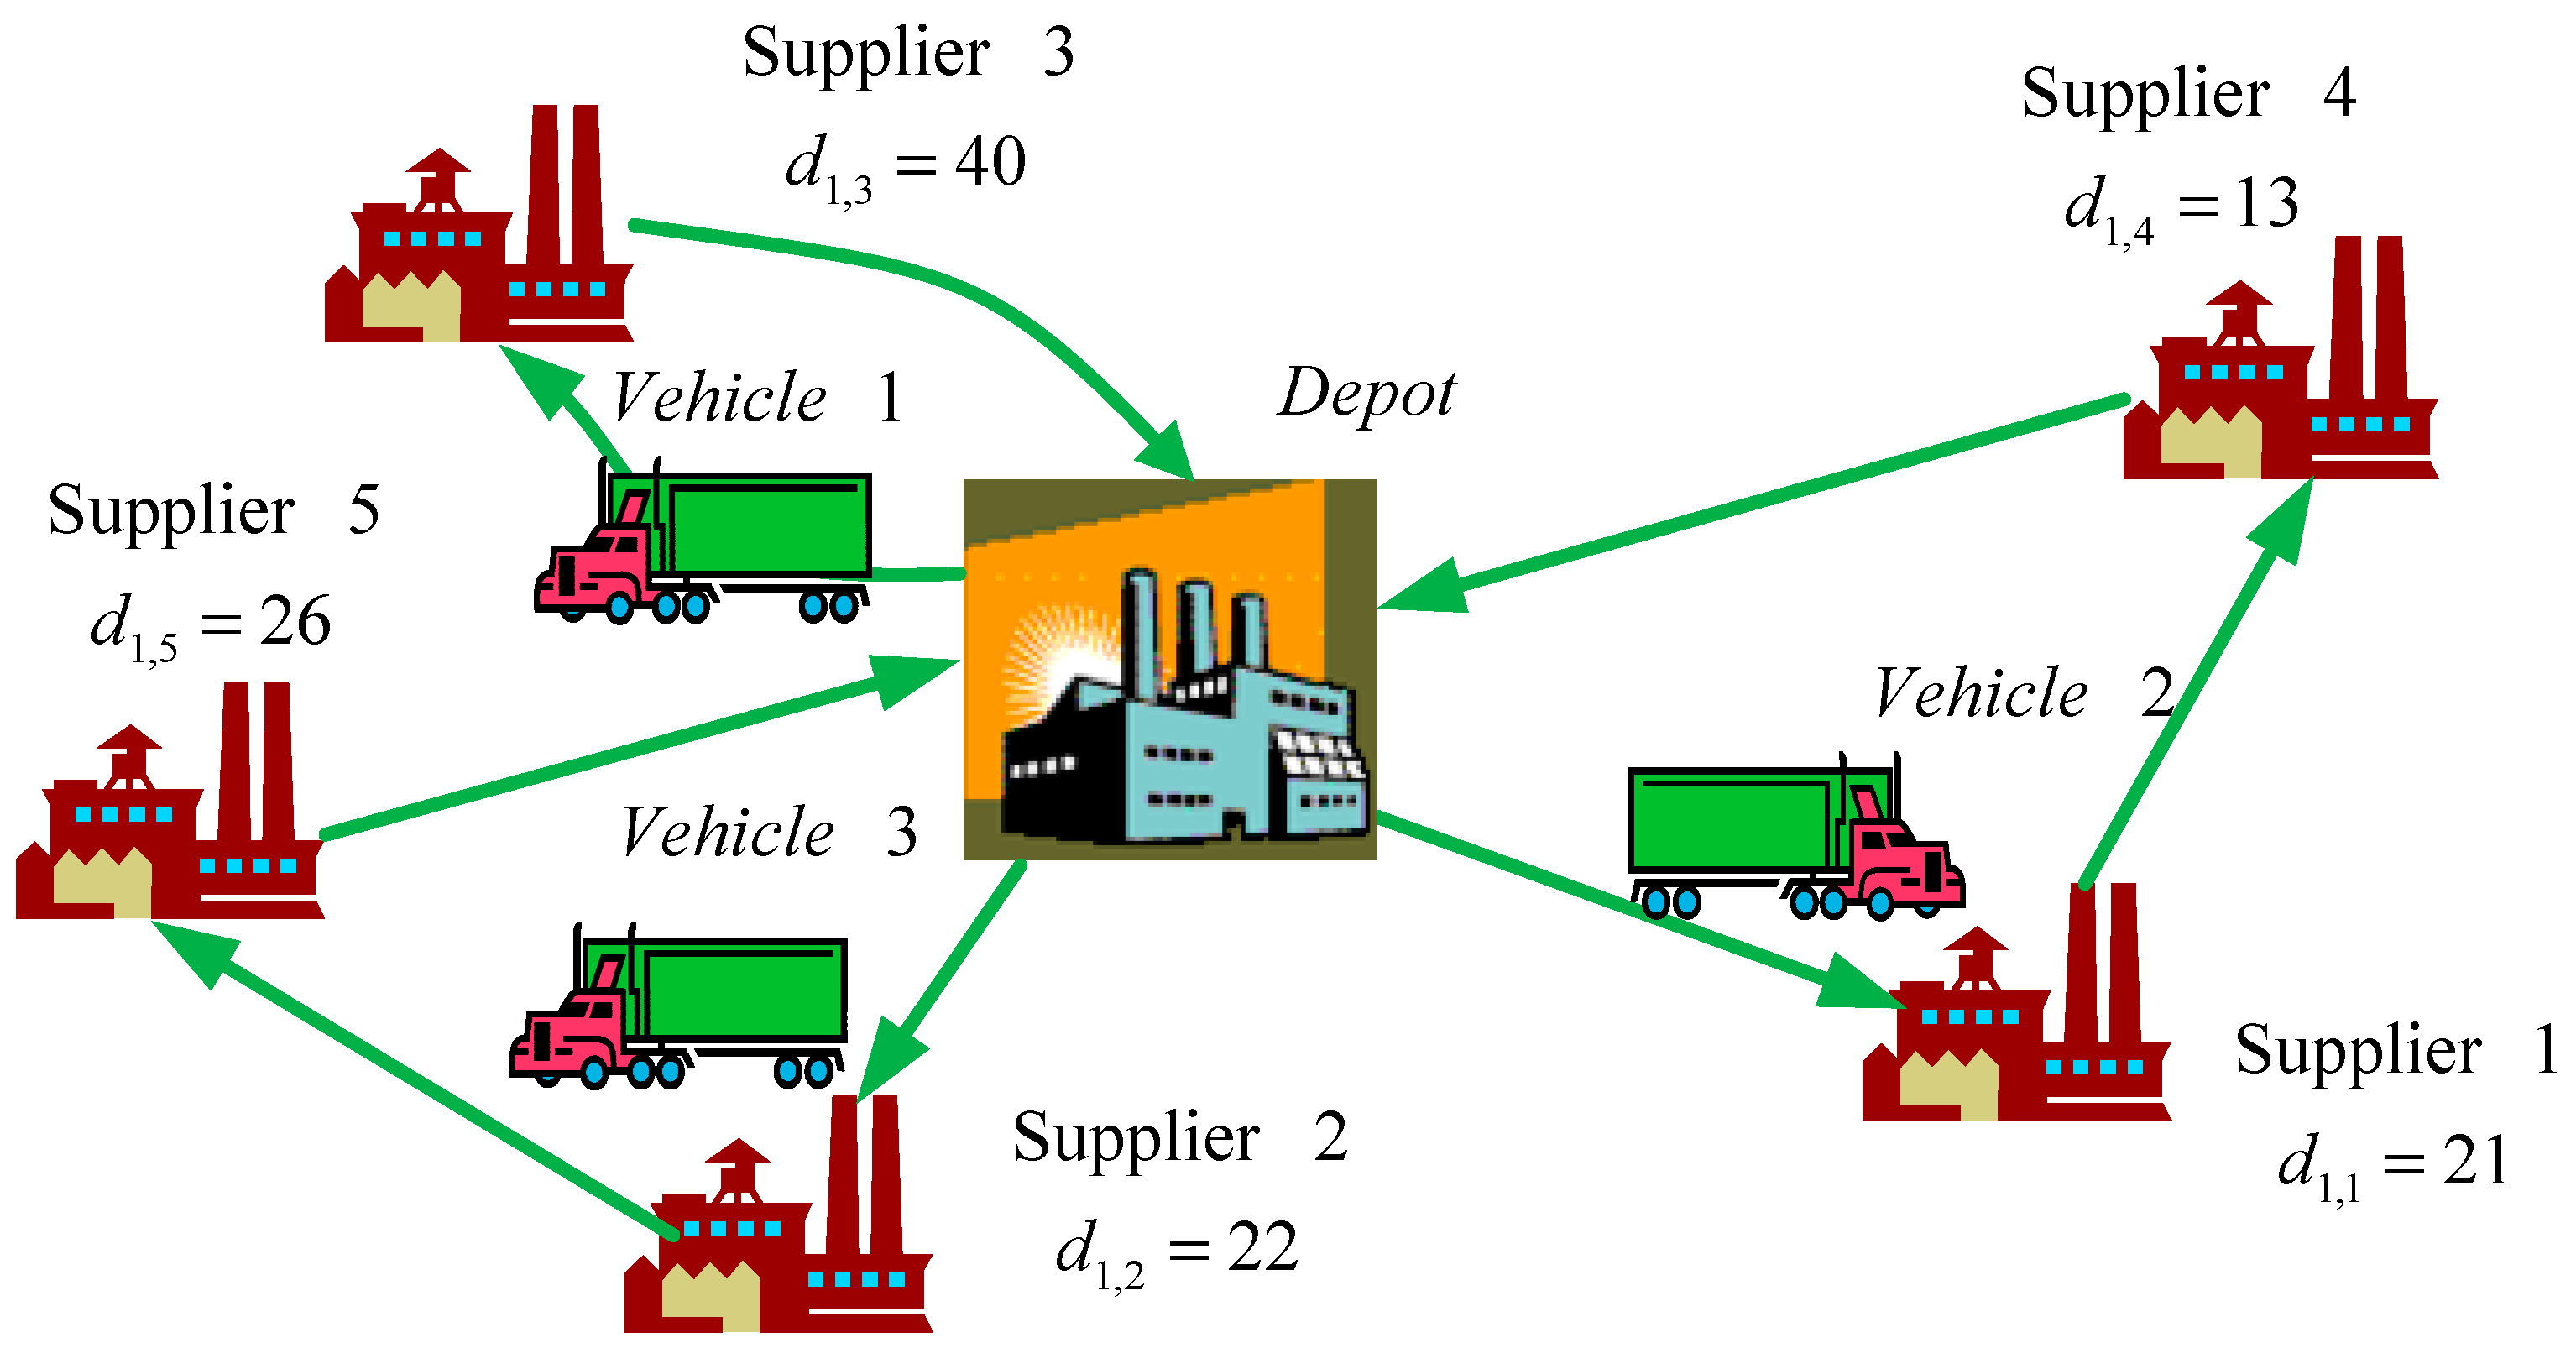 Supplier 3
d1,3 = 40
Supplier 4
d1,4 = 13
Vehicle 1
Depot
Supplier 5
d1,5 = 26
Vehicle 2
Vehicle 3
Supplier 1
d1,1 = 21
Supplier 2
d1,2 = 22